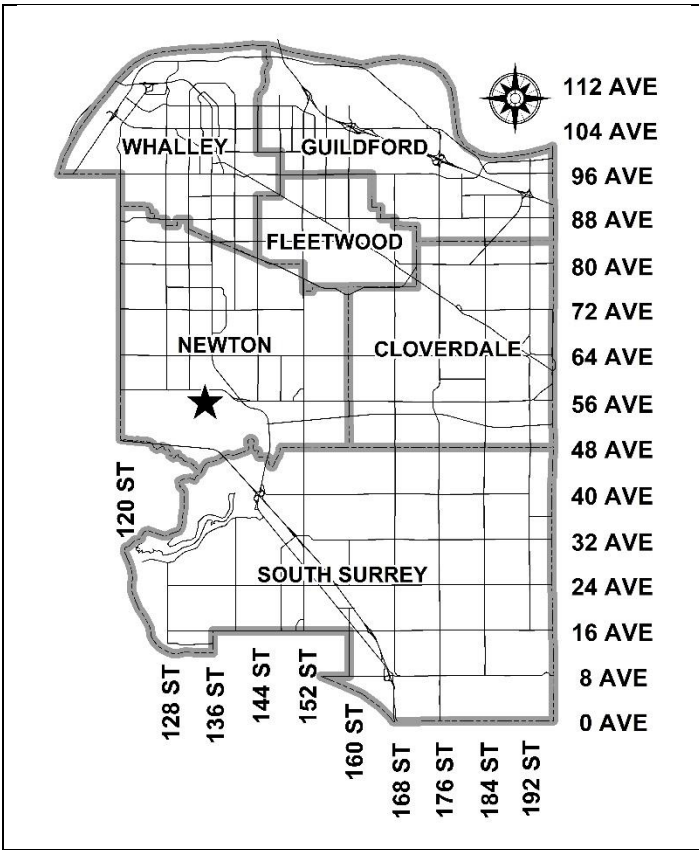 112 AVE
104 AVE
WHALLEY
GUILDFORD
96 AVE
88 AVE
FLEETWOOD
80 AVE
72 AVE
NEWTON
CLOVERDALE
64 AVE
56 AVE
48 AVE
120 ST
40 AVE
32 AVE
SOUTH SURREY
24 AVE
16 AVE
8 AVE
0 AVE
128 ST
136 ST
144 ST
152 ST
160 ST
168 ST
176 ST
184 ST
192 ST